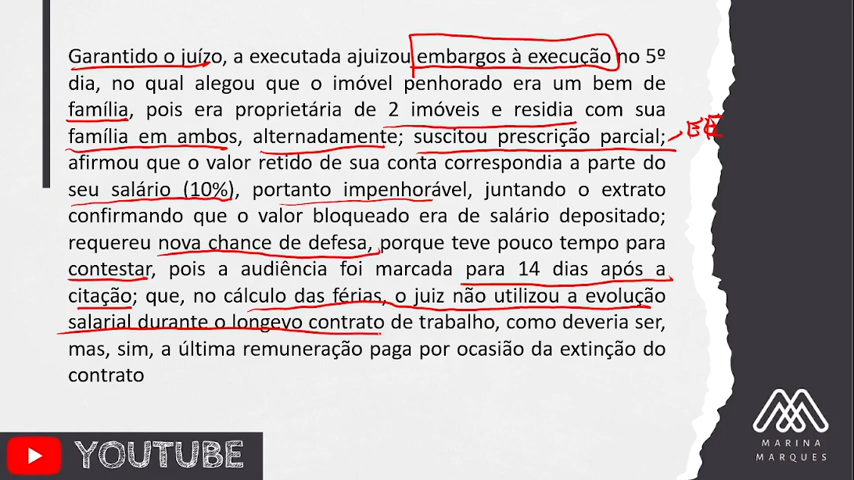 Garantido o juízo, a executada ajuizou embargos à execução no 5º
dia, no qual alegou que o imóvel penhorado era um bem de
família, pois era proprietária de 2 imóveis e residia com sua
família em ambos, alternadamente; suscitou prescrição parcial; EE
afirmou que o valor retido de sua conta correspondia a parte do
seu salário (10%), portanto impenhorável, juntando o extrato
confirmando que o valor bloqueado era de salário depositado;
requereu nova chance de defesa, porque teve pouco tempo para
contestar, pois a audiência foi marcada para 14 dias após a
citação; que, no cálculo das férias, o juiz não utilizou a evolução
salarial durante o longevo contrato de trabalho, como deveria ser,
mas, sim, a última remuneração paga por ocasião da extinção do
contrato
MARINA
MARQUES
YOUTUBE